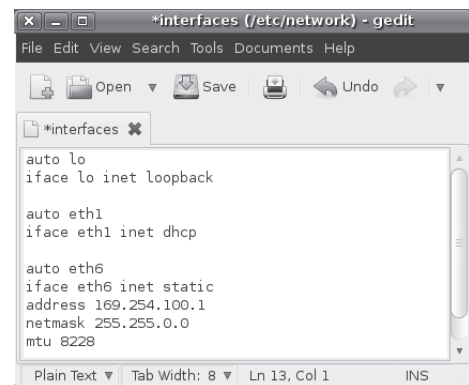 *interfaces (/etc/network) - gedit
File Edit View Search Tools Documents Help
Open Save Undo
*interfaces
auto lo
iface lo inet loopback
auto eth1
iface eth1 inet dhcp
auto eth6
iface eth6 inet static
address 169.254.100.1
netmask 255.255.0.0
mtu 8228
Plain Text Tab Width: 8 Ln 13, Col 1 INS